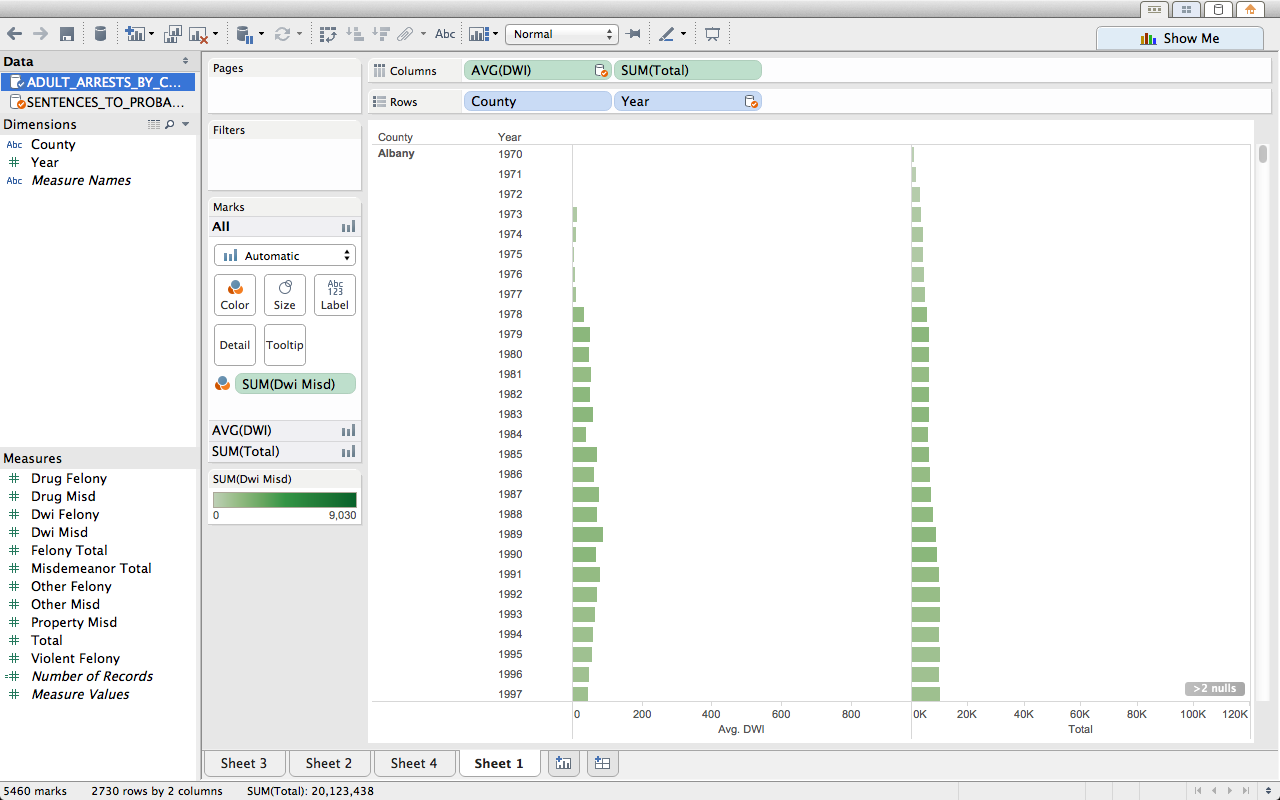 Abc
Normal
Show Me
Data
ADULT_ARRESTS_BY_C...
SENTENCES_TO_PROBA...
Dimensions
Abc County
Year
Abc Measure Names
Measures
Drug Felony
Drug Misd
Dwi Felony
Dwi Misd
Felony Total
Misdemeanor Total
Other Felony
Other Misd
Property Misd
Total
Violent Felony
Number of Records
Measure Values
Pages
Filters
Marks
All
Automatic
Color
Size
Abc
123
Label
Detail
Tooltip
SUM(Dwi Misd)
AVG(DWI)
SUM(Total)
SUM(Dwi Misd)
0 9,030
Columns AVG(DWI) SUM(Total)
Rows County Year
County Year
Albany 1970
1971
1972
1973
1974
1975
1976
1977
1978
1979
1980
1981
1982
1983
1984
1985
1986
1987
1988
1989
1990
1991
1992
1993
1994
1995
1996
1997
>2 nulls
0 200 400 600 800 0K 20K 40K 60K 80K 100K 120K
Avg. DWI Total
Sheet 3 Sheet 2 Sheet 4 Sheet 1
5460 marks 2730 rows by 2 columns SUM(Total): 20,123,438